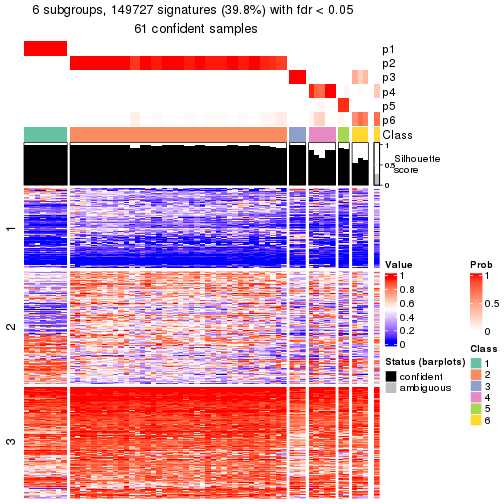 6 subgroups, 149727 signatures (39.8%) with fdr < 0.05
61 confident samples
p1
p2
p3
p4
p5
p6
Class
1
0.5
0
Silhouette
score
1
2
3
Value
1
0.8
0.6
0.4
0.2
0
Prob
1
0.5
0
Status (barplots)
confident
ambiguous
Class
1
2
3
4
5
6